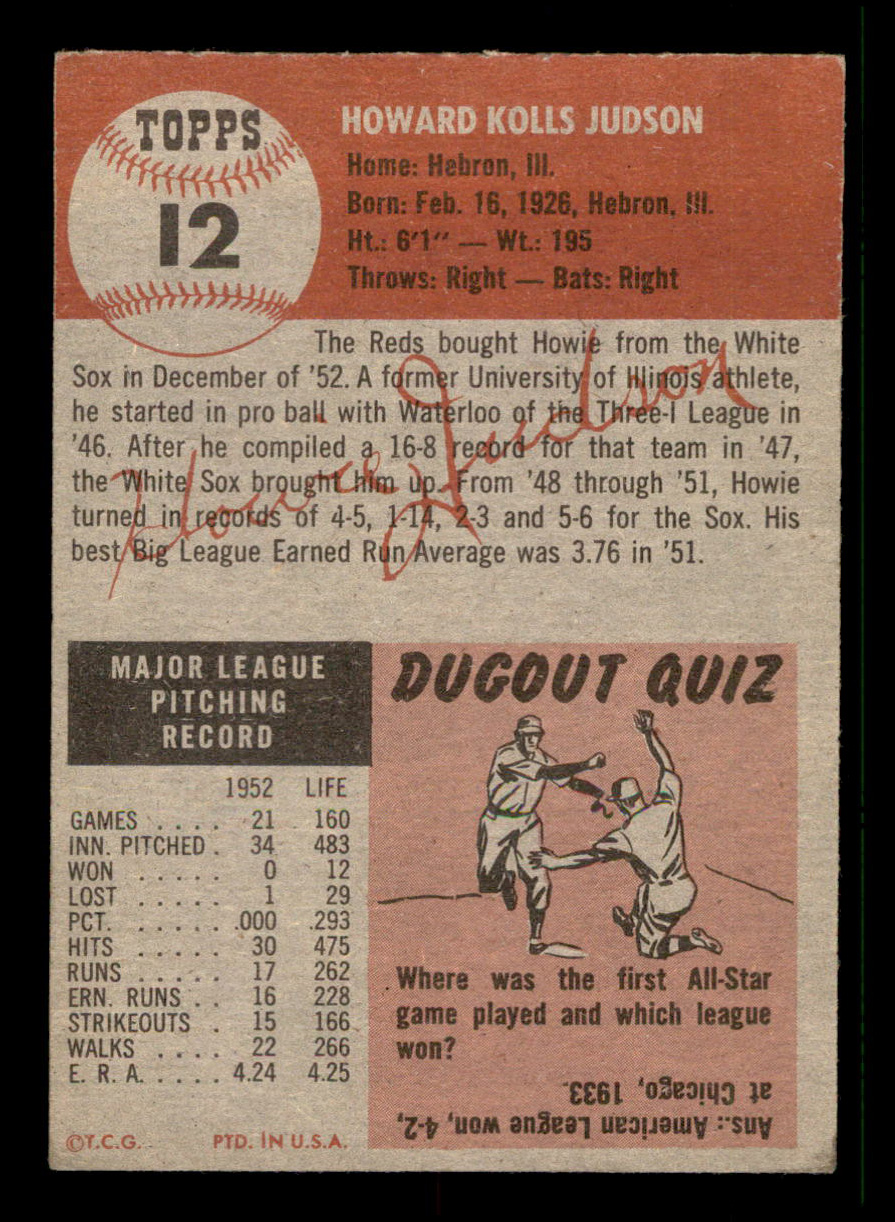 TOPPS
12
HOWARD KOLLS JUDSON
Home: Hebron, Ill.
Born: Feb. 16, 1926, Hebron, Ill.
Ht.: 6'1" — Wt.: 195
Throws: Right — Bats: Right
The Reds bought Howie from the White
Sox in December of '52. A former University of Illinois athlete,
he started in pro ball with Waterloo of the Three-I League in
'46. After he compiled a 16-8 record for that team in '47,
the White Sox brought him up. From '48 through '51, Howie
turned in records of 4-5, 1-14, 2-3 and 5-6 for the Sox. His
best Big League Earned Run Average was 3.76 in '51.
Howie Judson
MAJOR LEAGUE
PITCHING
RECORD
1952 LIFE
GAMES . . . . 21 160
INN. PITCHED . 34 483
WON . . . . . 0 12
LOST . . . . . 1 29
PCT. . . . . . .000 .293
HITS . . . . . 30 475
RUNS . . . . . 17 262
ERN. RUNS . . 16 228
STRIKEOUTS . 15 166
WALKS . . . . 22 266
E. R. A. . . . . 4.24 4.25
©T.C.G. PTD. IN U.S.A.
DUGOUT QUIZ
Where was the first All-Star
game played and which league
won?
Ans.: American League won, 4-2,
at Chicago, 1933.